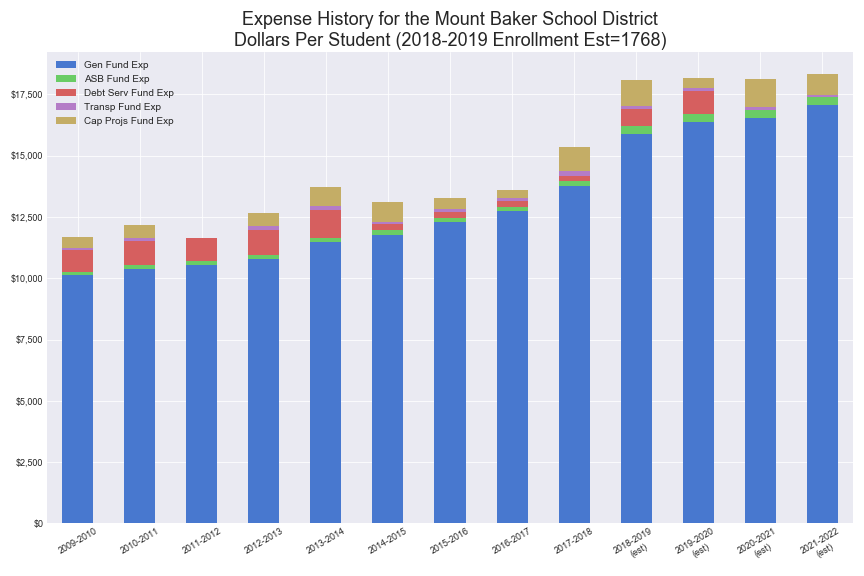 Expense History for the Mount Baker School District
Dollars Per Student (2018-2019 Enrollment Est=1768)
Gen Fund Exp
ASB Fund Exp
Debt Serv Fund Exp
Transp Fund Exp
Cap Projs Fund Exp
$17,500
$15,000
$12,500
$10,000
$7,500
$5,000
$2,500
$0
2009-2010
2010-2011
2011-2012
2012-2013
2013-2014
2014-2015
2015-2016
2016-2017
2017-2018
2018-2019
(est)
2019-2020
(est)
2020-2021
(est)
2021-2022
(est)